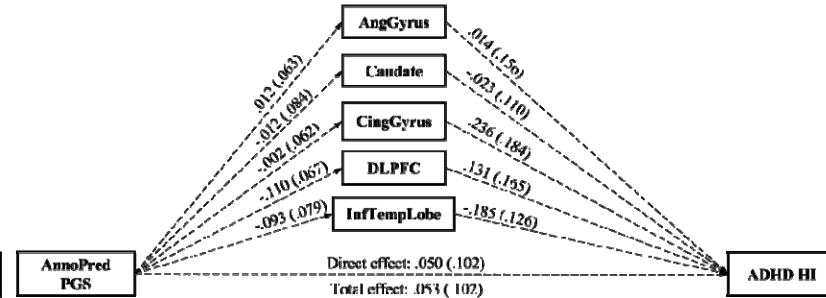 AngGyrus
.012 (.063)
.014 (.156)
Caudate
-.012 (.084)
-.023 (.110)
CingGyrus
-.002 (.062)
.236 (.184)
DLPFC
-.110 (.067)
.131 (.165)
InfTempLobe
-.093 (.079)
-.185 (.126)
AnnoPred
PGS
Direct effect: .050 (.102)
Total effect: .053 (.102)
ADHD HI